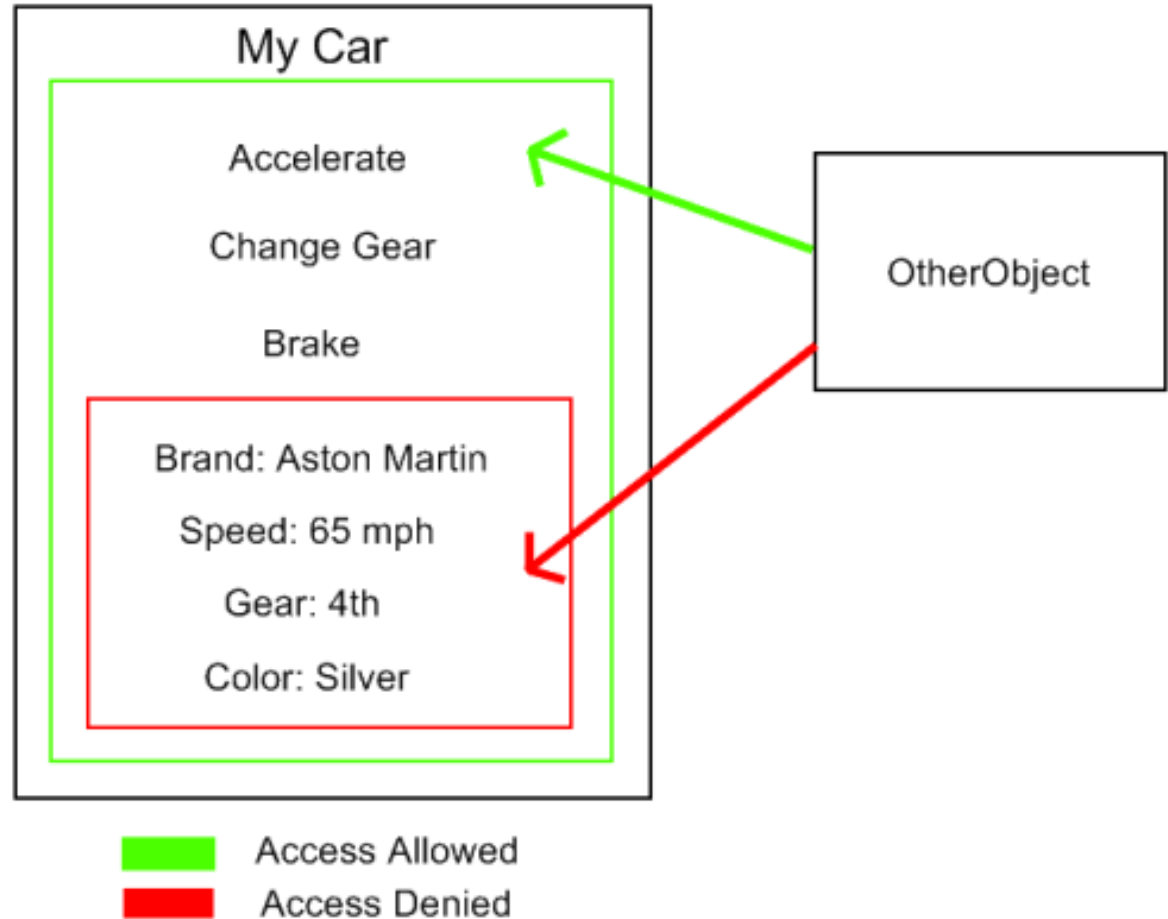 My Car
Accelerate
Change Gear
Brake
Brand: Aston Martin
Speed: 65 mph
Gear: 4th
Color: Silver
OtherObject
Access Allowed
Access Denied